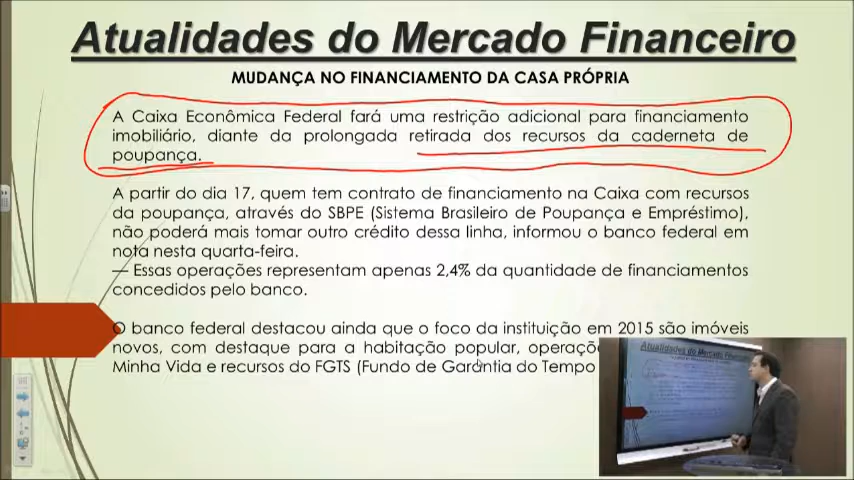 Atualidades do Mercado Financeiro
MUDANÇA NO FINANCIAMENTO DA CASA PRÓPRIA
A Caixa Econômica Federal fará uma restrição adicional para financiamento
imobiliário, diante da prolongada retirada dos recursos da caderneta de
poupança.
A partir do dia 17, quem tem contrato de financiamento na Caixa com recursos
da poupança, através do SBPE (Sistema Brasileiro de Poupança e Empréstimo),
não poderá mais tomar outro crédito dessa linha, informou o banco federal em
nota nesta quarta-feira.
— Essas operações representam apenas 2,4% da quantidade de financiamentos
concedidos pelo banco.
O banco federal destacou ainda que o foco da instituição em 2015 são imóveis
novos, com destaque para a habitação popular,
Minha Vida e recursos do FGTS (Fundo de Garantia do Tempo
Atualidades do Mercado Financeiro